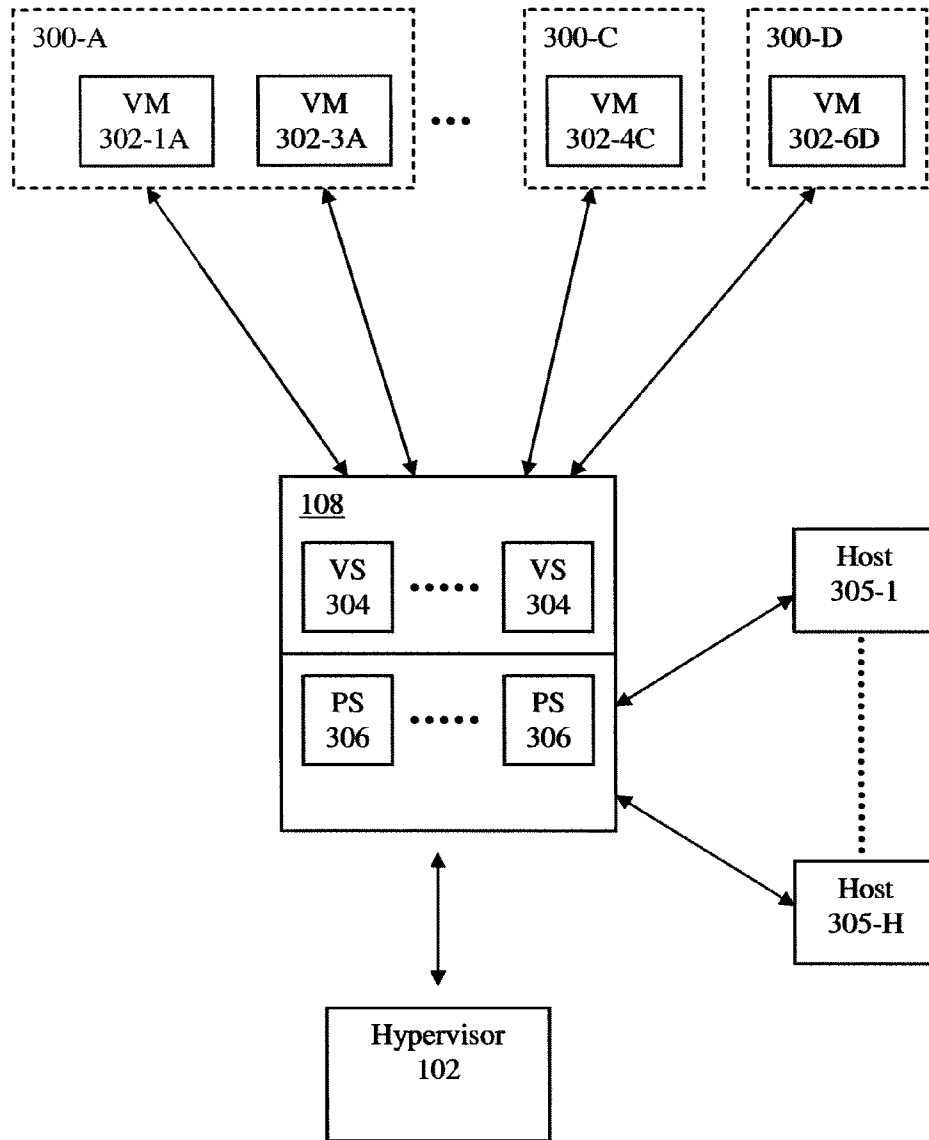 300-A
300-C
300-D
VM
302-1A
VM
302-3A
VM
302-4C
VM
302-6D
108
VS
304
VS
304
PS
306
PS
306
Host
305-1
Host
305-H
Hypervisor
102